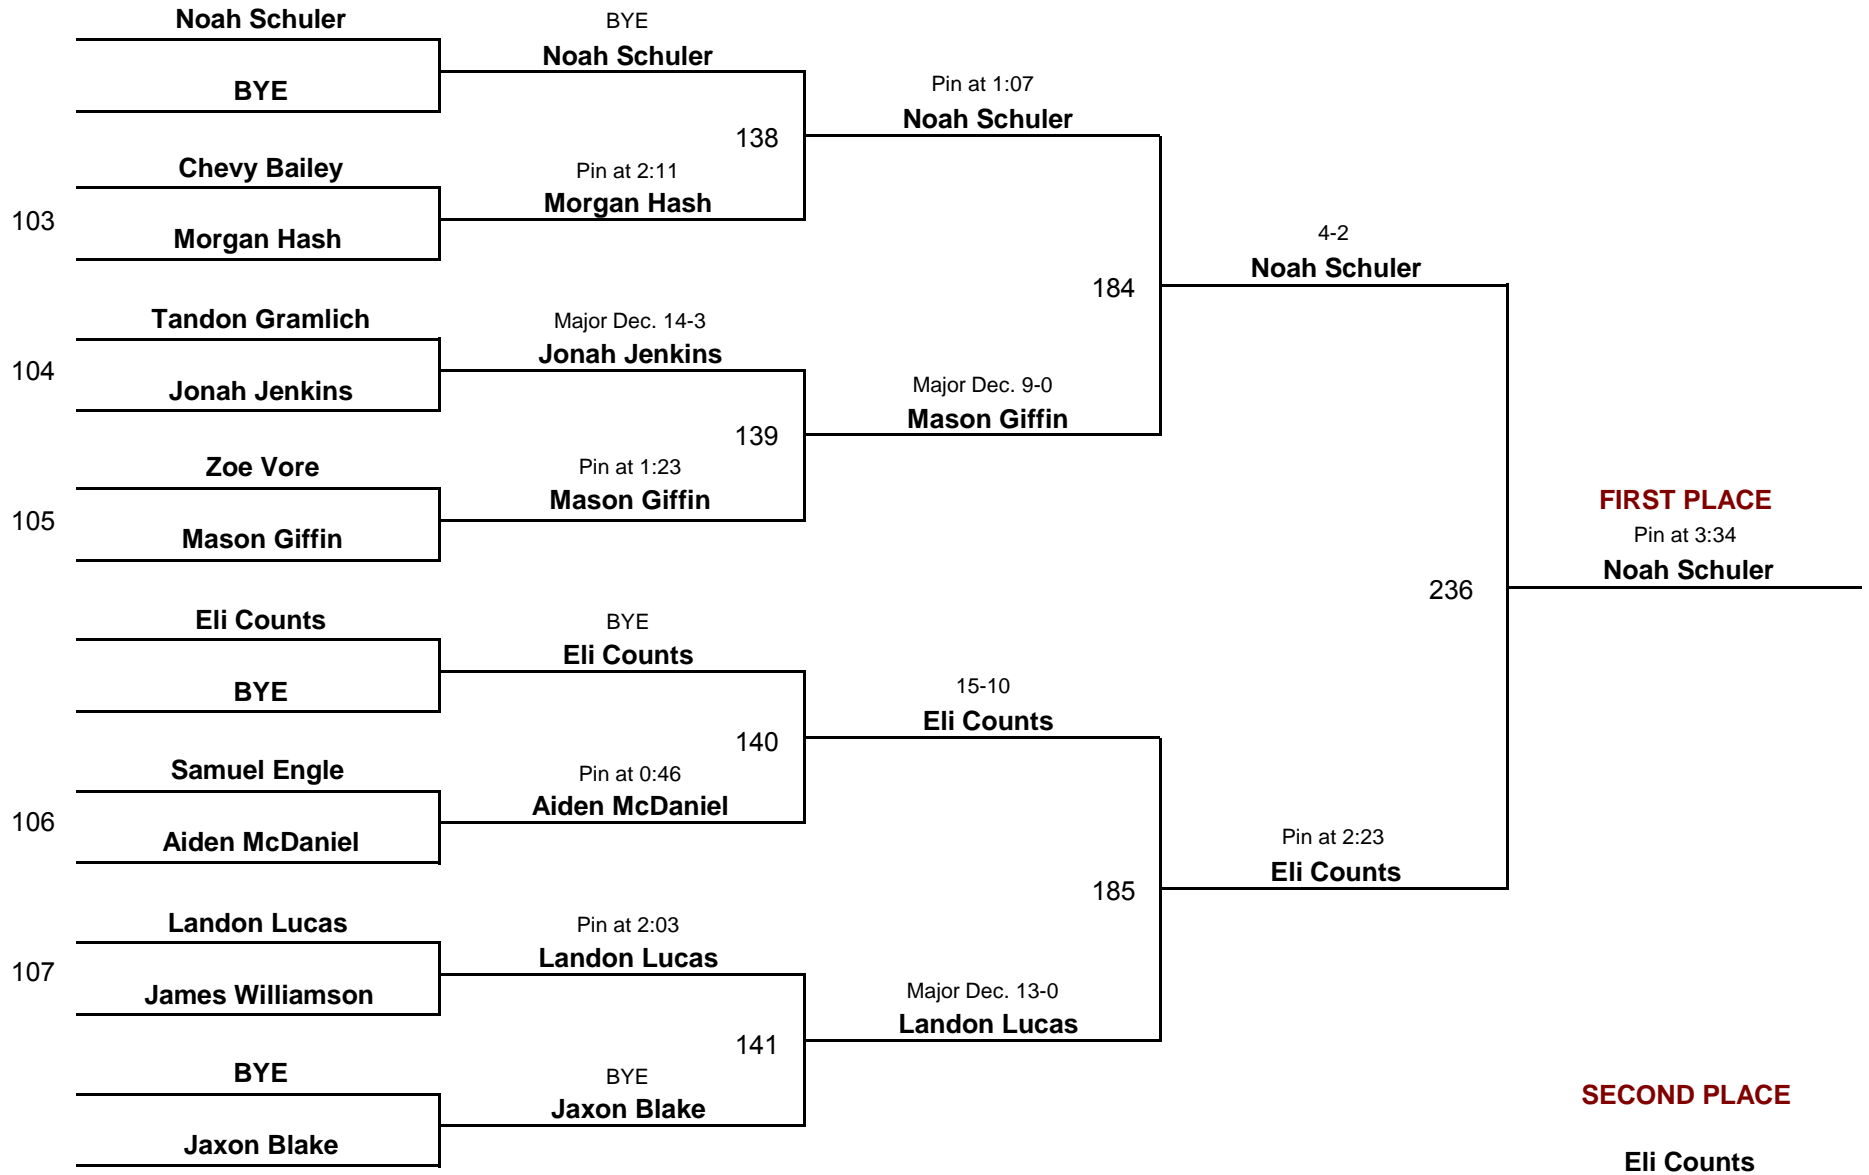 Noah Schuler
BYE
103
Chevy Bailey
Morgan Hash
104
Tandon Gramlich
Jonah Jenkins
105
Zoe Vore
Mason Giffin
Eli Counts
BYE
106
Samuel Engle
Aiden McDaniel
107
Landon Lucas
James Williamson
BYE
Jaxon Blake
BYE
Noah Schuler
138
Pin at 2:11
Morgan Hash
Major Dec. 14-3
Jonah Jenkins
139
Pin at 1:23
Mason Giffin
BYE
Eli Counts
140
Pin at 0:46
Aiden McDaniel
Pin at 2:03
Landon Lucas
141
BYE
Jaxon Blake
Pin at 1:07
Noah Schuler
184
Major Dec. 9-0
Mason Giffin
15-10
Eli Counts
185
Major Dec. 13-0
Landon Lucas
4-2
Noah Schuler
236
Pin at 2:23
Eli Counts
FIRST PLACE
Pin at 3:34
Noah Schuler
SECOND PLACE
Eli Counts